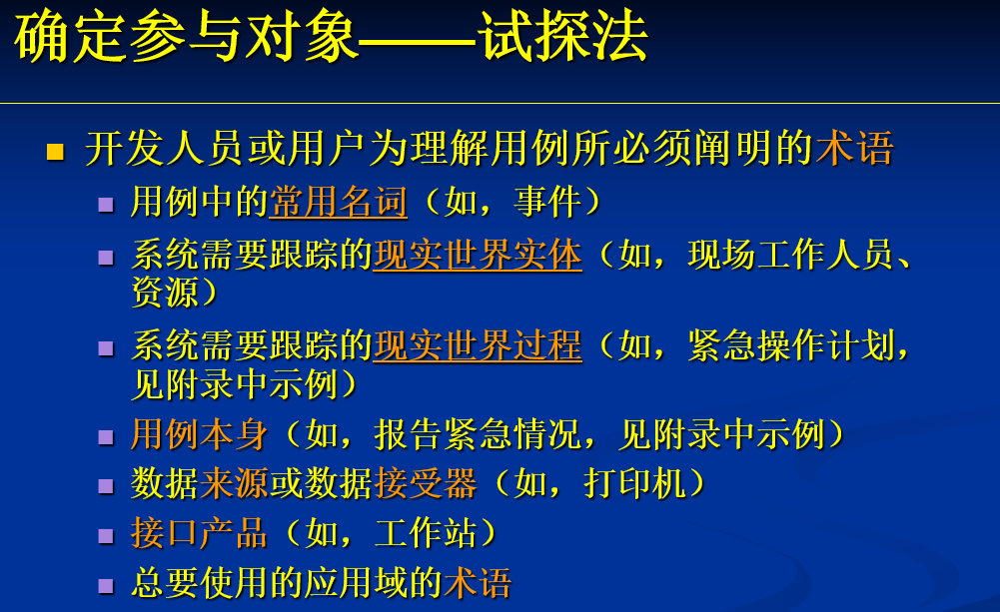 确定参与对象——试探法
开发人员或用户为理解用例所必须阐明的术语
用例中的常用名词（如，事件）
系统需要跟踪的现实世界实体（如，现场工作人员、
资源）
系统需要跟踪的现实世界过程（如，紧急操作计划，
见附录中示例）
用例本身（如，报告紧急情况，见附录中示例）
数据来源或数据接受器（如，打印机）
接口产品（如，工作站）
总要使用的应用域的术语